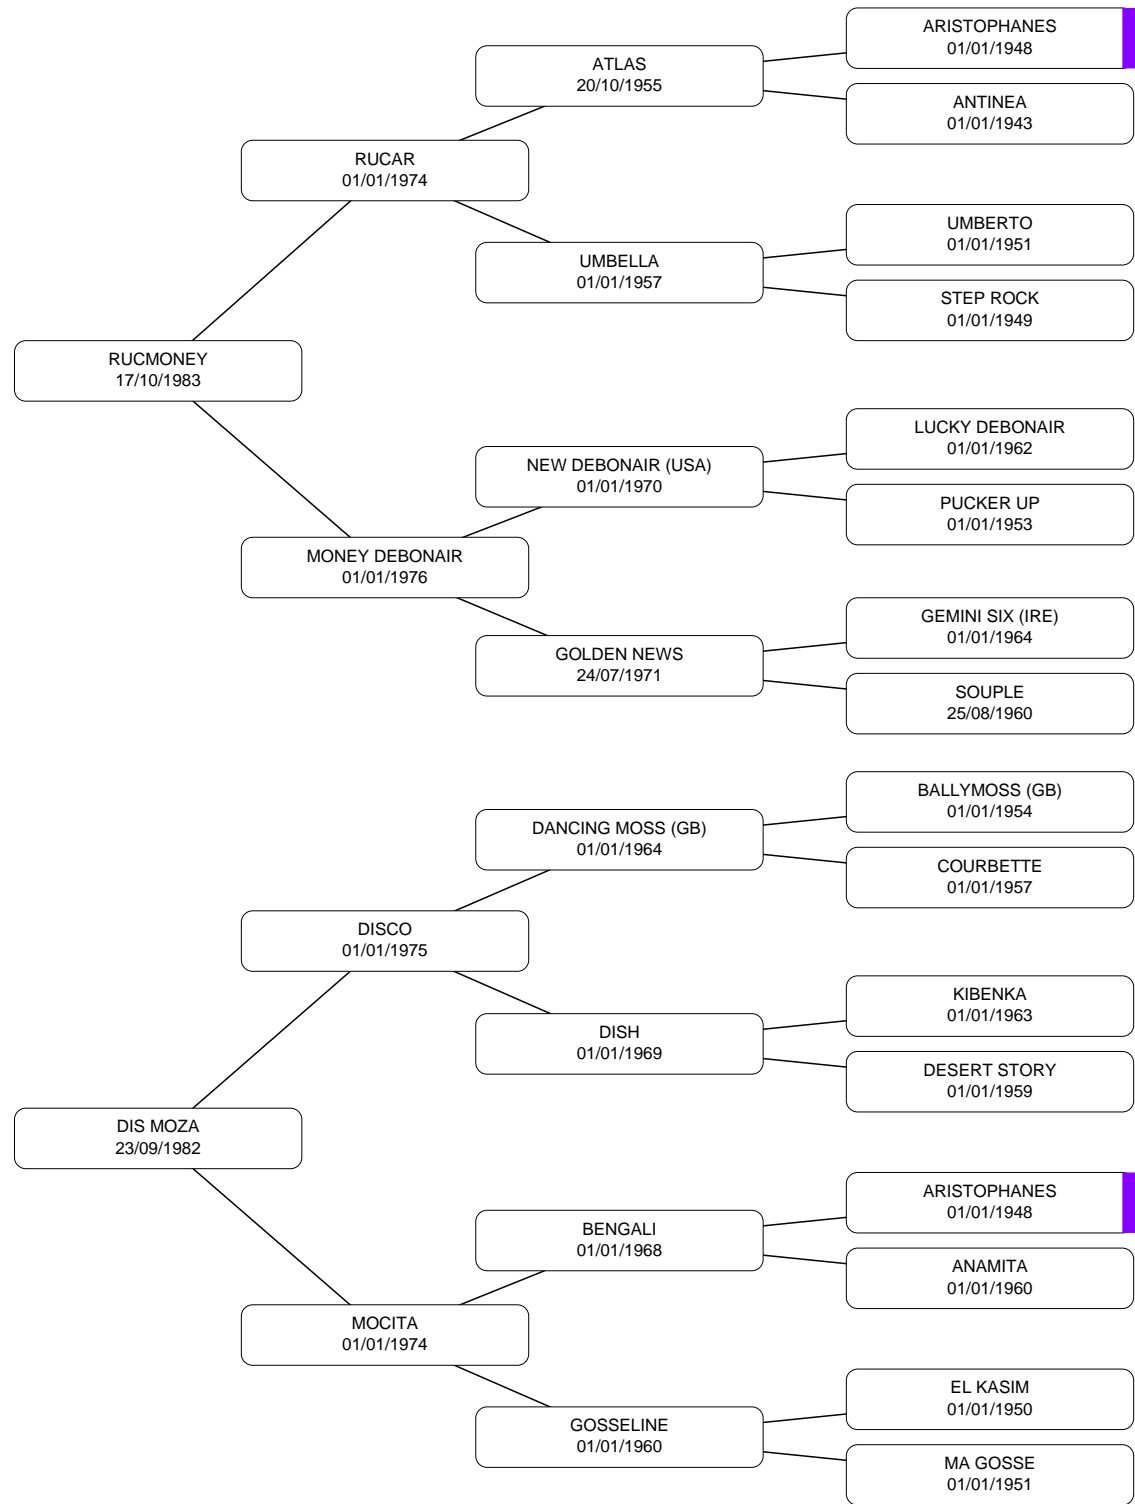 ARISTOPHANES
01/01/1948
ATLAS
20/10/1955
ANTINEA
01/01/1943
RUCAR
01/01/1974
UMBERTO
01/01/1951
UMBELLA
01/01/1957
STEP ROCK
01/01/1949
RUCMONEY
17/10/1983
LUCKY DEBONAIR
01/01/1962
NEW DEBONAIR (USA)
01/01/1970
PUCKER UP
01/01/1953
MONEY DEBONAIR
01/01/1976
GEMINI SIX (IRE)
01/01/1964
GOLDEN NEWS
24/07/1971
SOUPLE
25/08/1960
BALLYMOSS (GB)
01/01/1954
DANCING MOSS (GB)
01/01/1964
COURBETTE
01/01/1957
DISCO
01/01/1975
KIBENKA
01/01/1963
DISH
01/01/1969
DESERT STORY
01/01/1959
DIS MOZA
23/09/1982
ARISTOPHANES
01/01/1948
BENGALI
01/01/1968
ANAMITA
01/01/1960
MOCITA
01/01/1974
EL KASIM
01/01/1950
GOSSELINE
01/01/1960
MA GOSSE
01/01/1951